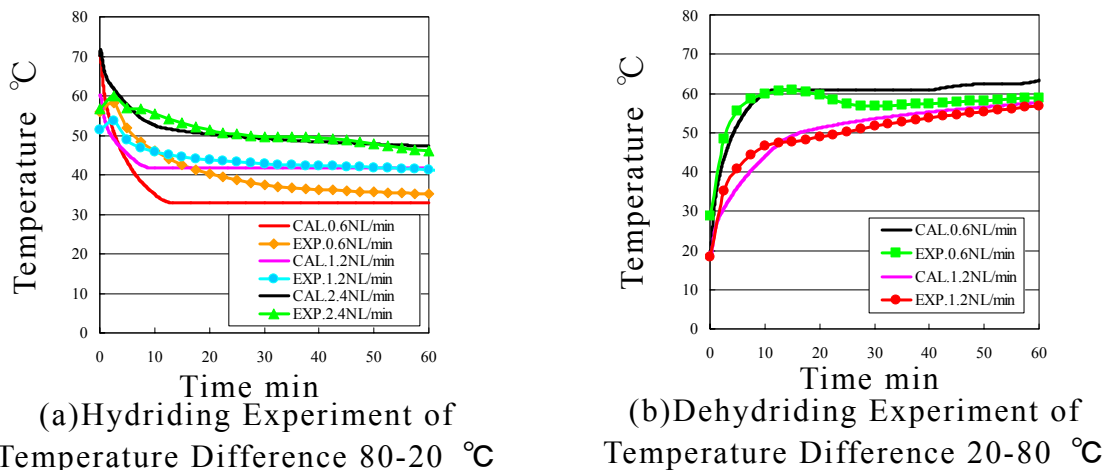 80
70
60
50
40
30
20
10
0
Temperature ℃
CAL.0.6NL/min
EXP.0.6NL/min
CAL.1.2NL/min
EXP.1.2NL/min
CAL.2.4NL/min
EXP.2.4NL/min
0 10 20 30 40 50 60
Time min
(a)Hydriding Experiment of
Temperature Difference 80-20 ℃
80
70
60
50
40
30
20
10
0
Temperature ℃
CAL.0.6NL/min
EXP.0.6NL/min
CAL.1.2NL/min
EXP.1.2NL/min
0 10 20 30 40 50 60
Time min
(b)Dehydriding Experiment of
Temperature Difference 20-80 ℃